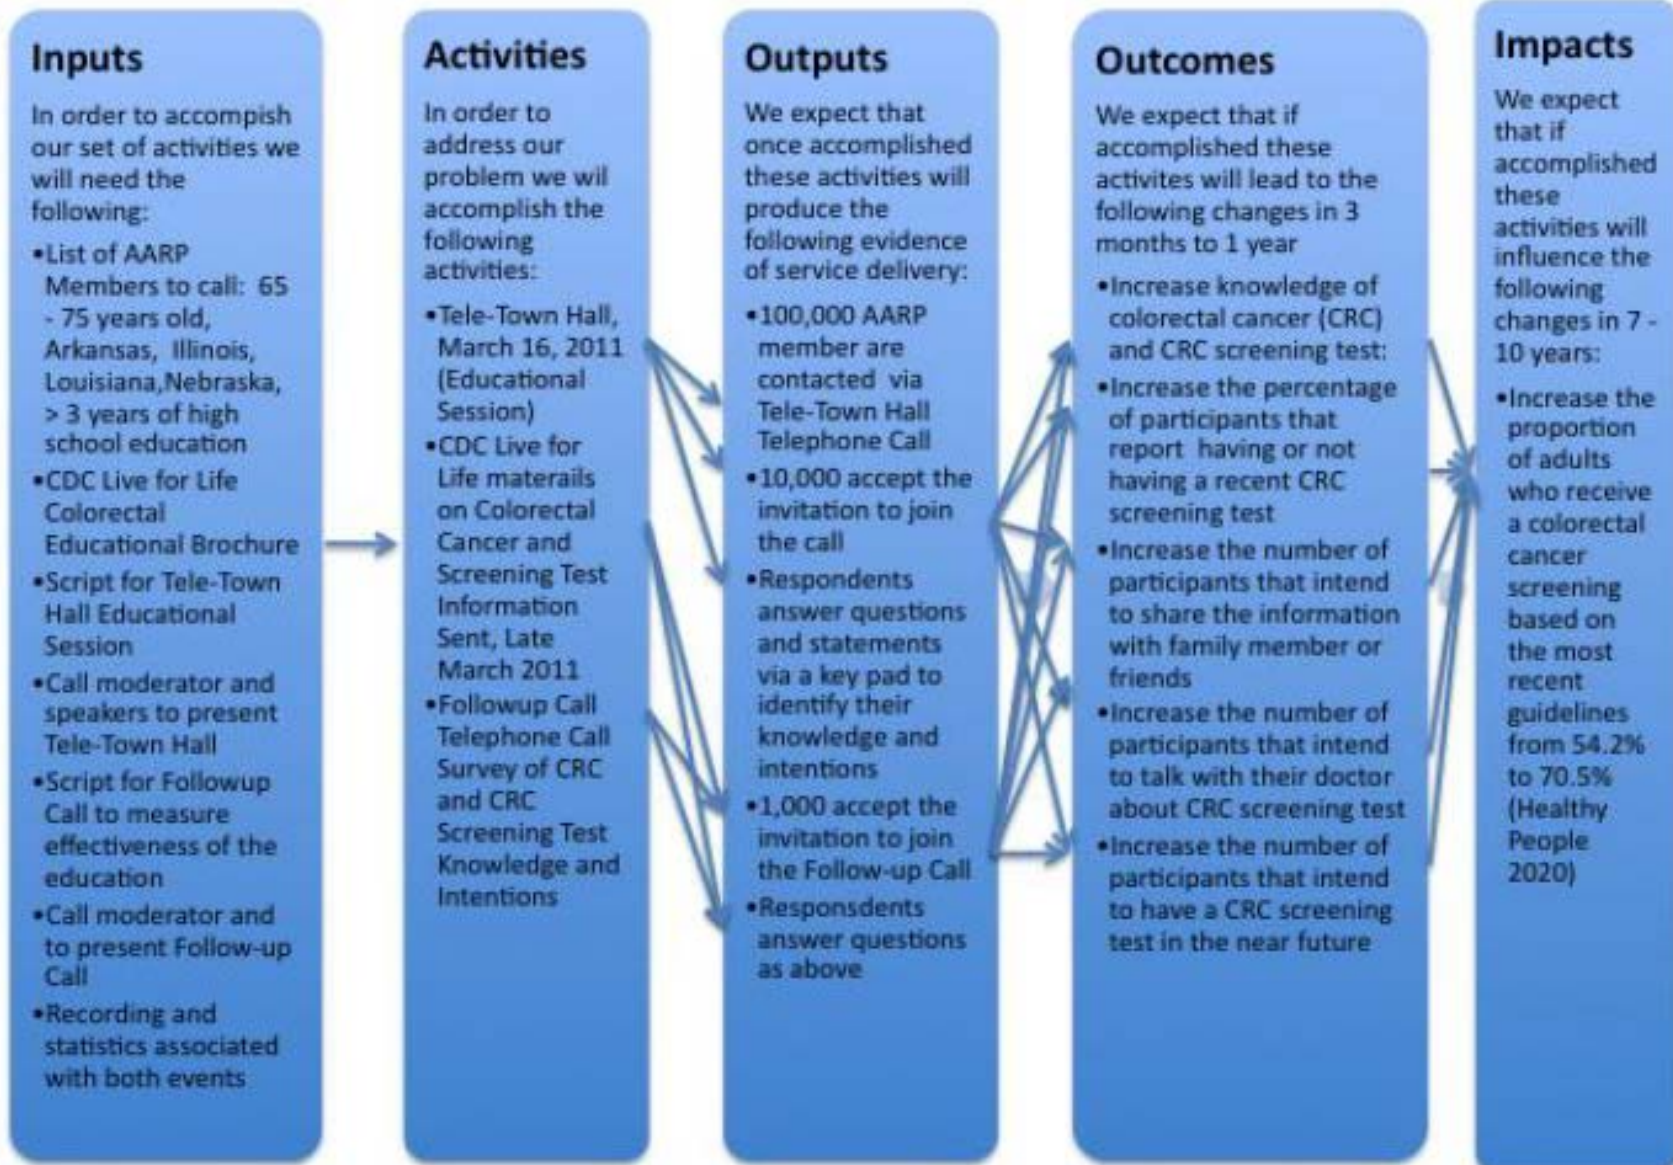 Inputs
In order to accompish
our set of activities we
will need the
following:
•List of AARP
Members to call: 65
- 75 years old,
Arkansas, Illinois,
Louisiana,Nebraska,
> 3 years of high
school education
•CDC Live for Life
Colorectal
Educational Brochure
•Script for Tele-Town
Hall Educational
Session
•Call moderator and
speakers to present
Tele-Town Hall
•Script for Followup
Call to measure
effectiveness of the
education
•Call moderator and
to present Follow-up
Call
•Recording and
statistics associated
with both events
Activities
In order to
address our
problem we wil
accomplish the
following
activities:
•Tele-Town Hall,
March 16, 2011
(Educational
Session)
•CDC Live for
Life materails
on Colorectal
Cancer and
Screening Test
Information
Sent, Late
March 2011
•Followup Call
Telephone Call
Survey of CRC
and CRC
Screening Test
Knowledge and
Intentions
Outputs
We expect that
once accomplished
these activities will
produce the
following evidence
of service delivery:
•100,000 AARP
member are
contacted via
Tele-Town Hall
Telephone Call
•10,000 accept the
invitation to join
the call
•Respondents
answer questions
and statements
via a key pad to
identify their
knowledge and
intentions
•1,000 accept the
invitation to join
the Follow-up Call
•Responsdents
answer questions
as above
Outcomes
We expect that if
accomplished these
activites will lead to the
following changes in 3
months to 1 year
•Increase knowledge of
colorectal cancer (CRC)
and CRC screening test:
•Increase the percentage
of participants that
report having or not
having a recent CRC
screening test
•Increase the number of
participants that intend
to share the information
with family member or
friends
•Increase the number of
participants that intend
to talk with their doctor
about CRC screening test
•Increase the number of
participants that intend
to have a CRC screening
test in the near future
Impacts
We expect
that if
accomplished
these
activities will
influence the
following
changes in 7 -
10 years:
•Increase the
proportion
of adults
who receive
a colorectal
cancer
screening
based on
the most
recent
guidelines
from 54.2%
to 70.5%
(Healthy
People
2020)